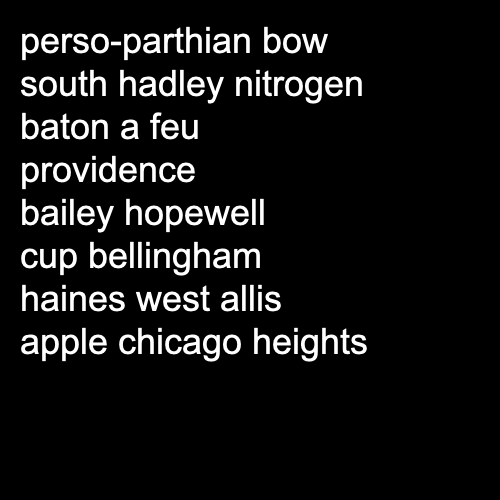 perso-parthian bow
south hadley nitrogen
baton a feu
providence
bailey hopewell
cup bellingham
haines west allis
apple chicago heights